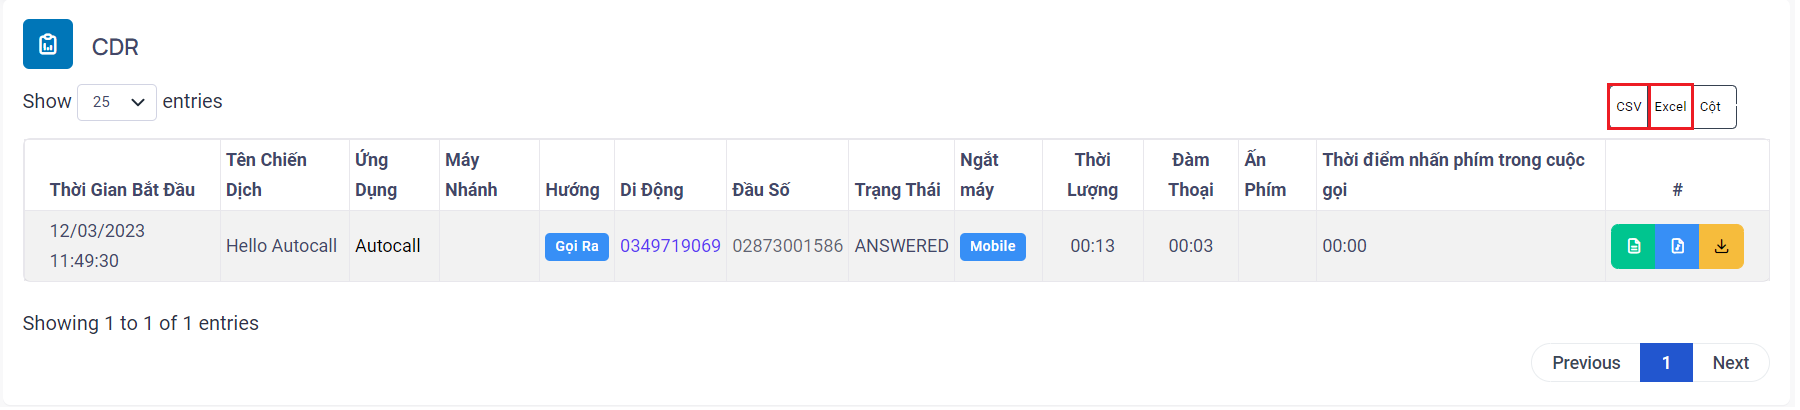 CDR
Show 25 entries
CSV Excel Cột
Thời Gian Bắt Đầu
Tên Chiến
Dịch
Ứng
Dụng
Máy
Nhánh
Hướng
Di Động
Đầu Số
Trạng Thái
Ngắt
máy
Thời
Lượng
Đàm
Thoại
Ấn
Phím
Thời điểm nhấn phím trong cuộc
gọi
#
12/03/2023
11:49:30
Hello Autocall
Autocall
Gọi Ra
0349719069
02873001586
ANSWERED
Mobile
00:13
00:03
00:00
Showing 1 to 1 of 1 entries
Previous 1 Next